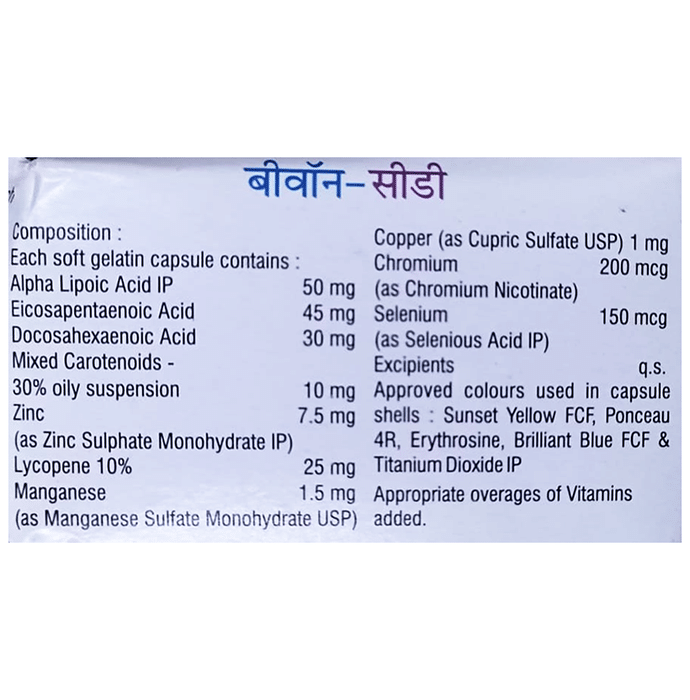 बीवॉन-सीडी
Composition :
Each soft gelatin capsule contains :
Alpha Lipoic Acid IP 50 mg
Eicosapentaenoic Acid 45 mg
Docosahexaenoic Acid 30 mg
Mixed Carotenoids -
30% oily suspension 10 mg
Zinc 7.5 mg
(as Zinc Sulphate Monohydrate IP)
Lycopene 10% 25 mg
Manganese 1.5 mg
(as Manganese Sulfate Monohydrate USP)
Copper (as Cupric Sulfate USP) 1 mg
Chromium 200 mcg
(as Chromium Nicotinate)
Selenium 150 mcg
(as Selenious Acid IP)
Excipients q.s.
Approved colours used in capsule
shells : Sunset Yellow FCF, Ponceau
4R, Erythrosine, Brilliant Blue FCF &
Titanium Dioxide IP
Appropriate overages of Vitamins
added.